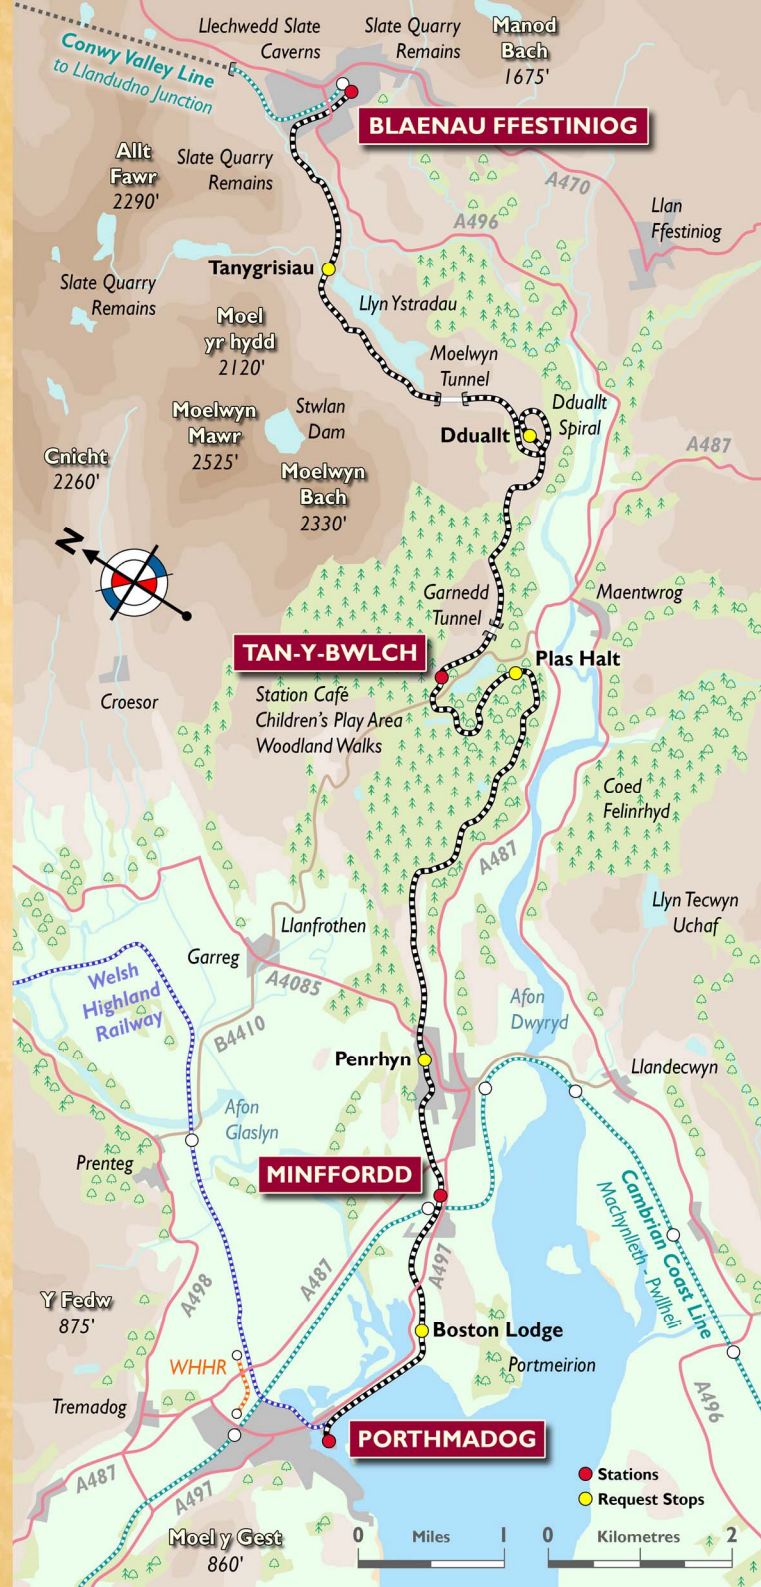 Llechwedd Slate
Caverns
Slate Quarry
Remains
Manod
Bach
1675'
Conwy Valley Line
to Llandudno Junction
BLAENAU FFESTINIOG
Allt
Fawr
2290'
Slate Quarry
Remains
A470
A496
Llan
Ffestiniog
Tanygrisiau
Slate Quarry
Remains
Llyn Ystradau
Moel
yr hydd
2120'
Moelwyn
Tunnel
Moelwyn
Mawr
2525'
Stwlan
Dam
Dduallt
Dduallt
Spiral
A487
Cnicht
2260'
Moelwyn
Bach
2330'
N
Garnedd
Tunnel
Maentwrog
TAN-Y-BWLCH
Plas Halt
Station Café
Children's Play Area
Woodland Walks
Croesor
Coed
Felinrhyd
A487
Llyn Tecwyn
Uchaf
Llanfrothen
Garreg
Welsh
Highland
Railway
A4085
B4410
Afon
Dwyryd
Penrhyn
Llandecwyn
Afon
Glaslyn
Prenteg
MINFFORDD
Cambrian Coast Line
Machynlleth - Pwllheli
A498
A487
A497
Y Fedw
875'
Boston Lodge
WHHR
Portmeirion
Tremadog
A496
PORTHMADOG
A487
A497
Stations
Request Stops
Moel y Gest
860'
0 Miles 1
0 Kilometres 2